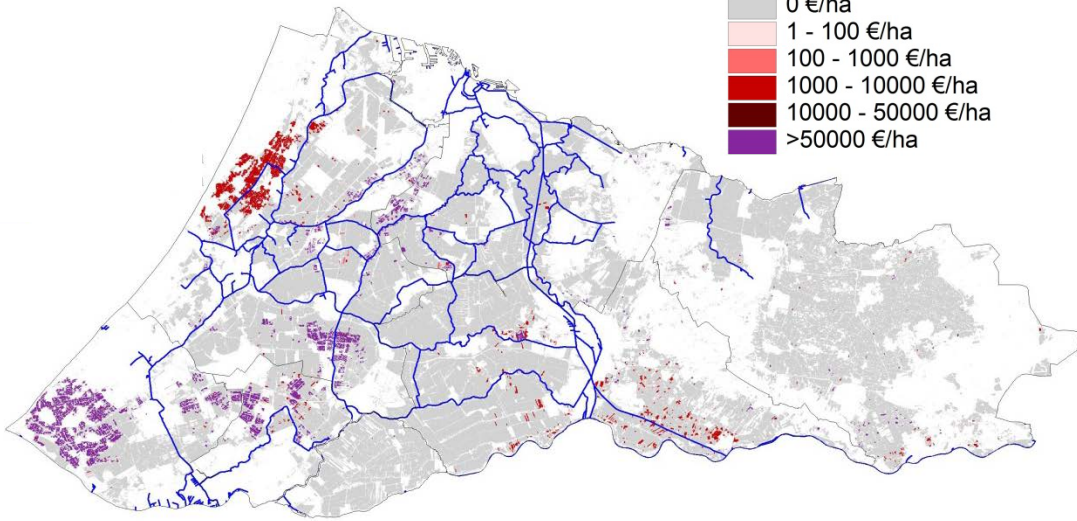 0 €/ha
1 - 100 €/ha
100 - 1000 €/ha
1000 - 10000 €/ha
10000 - 50000 €/ha
>50000 €/ha